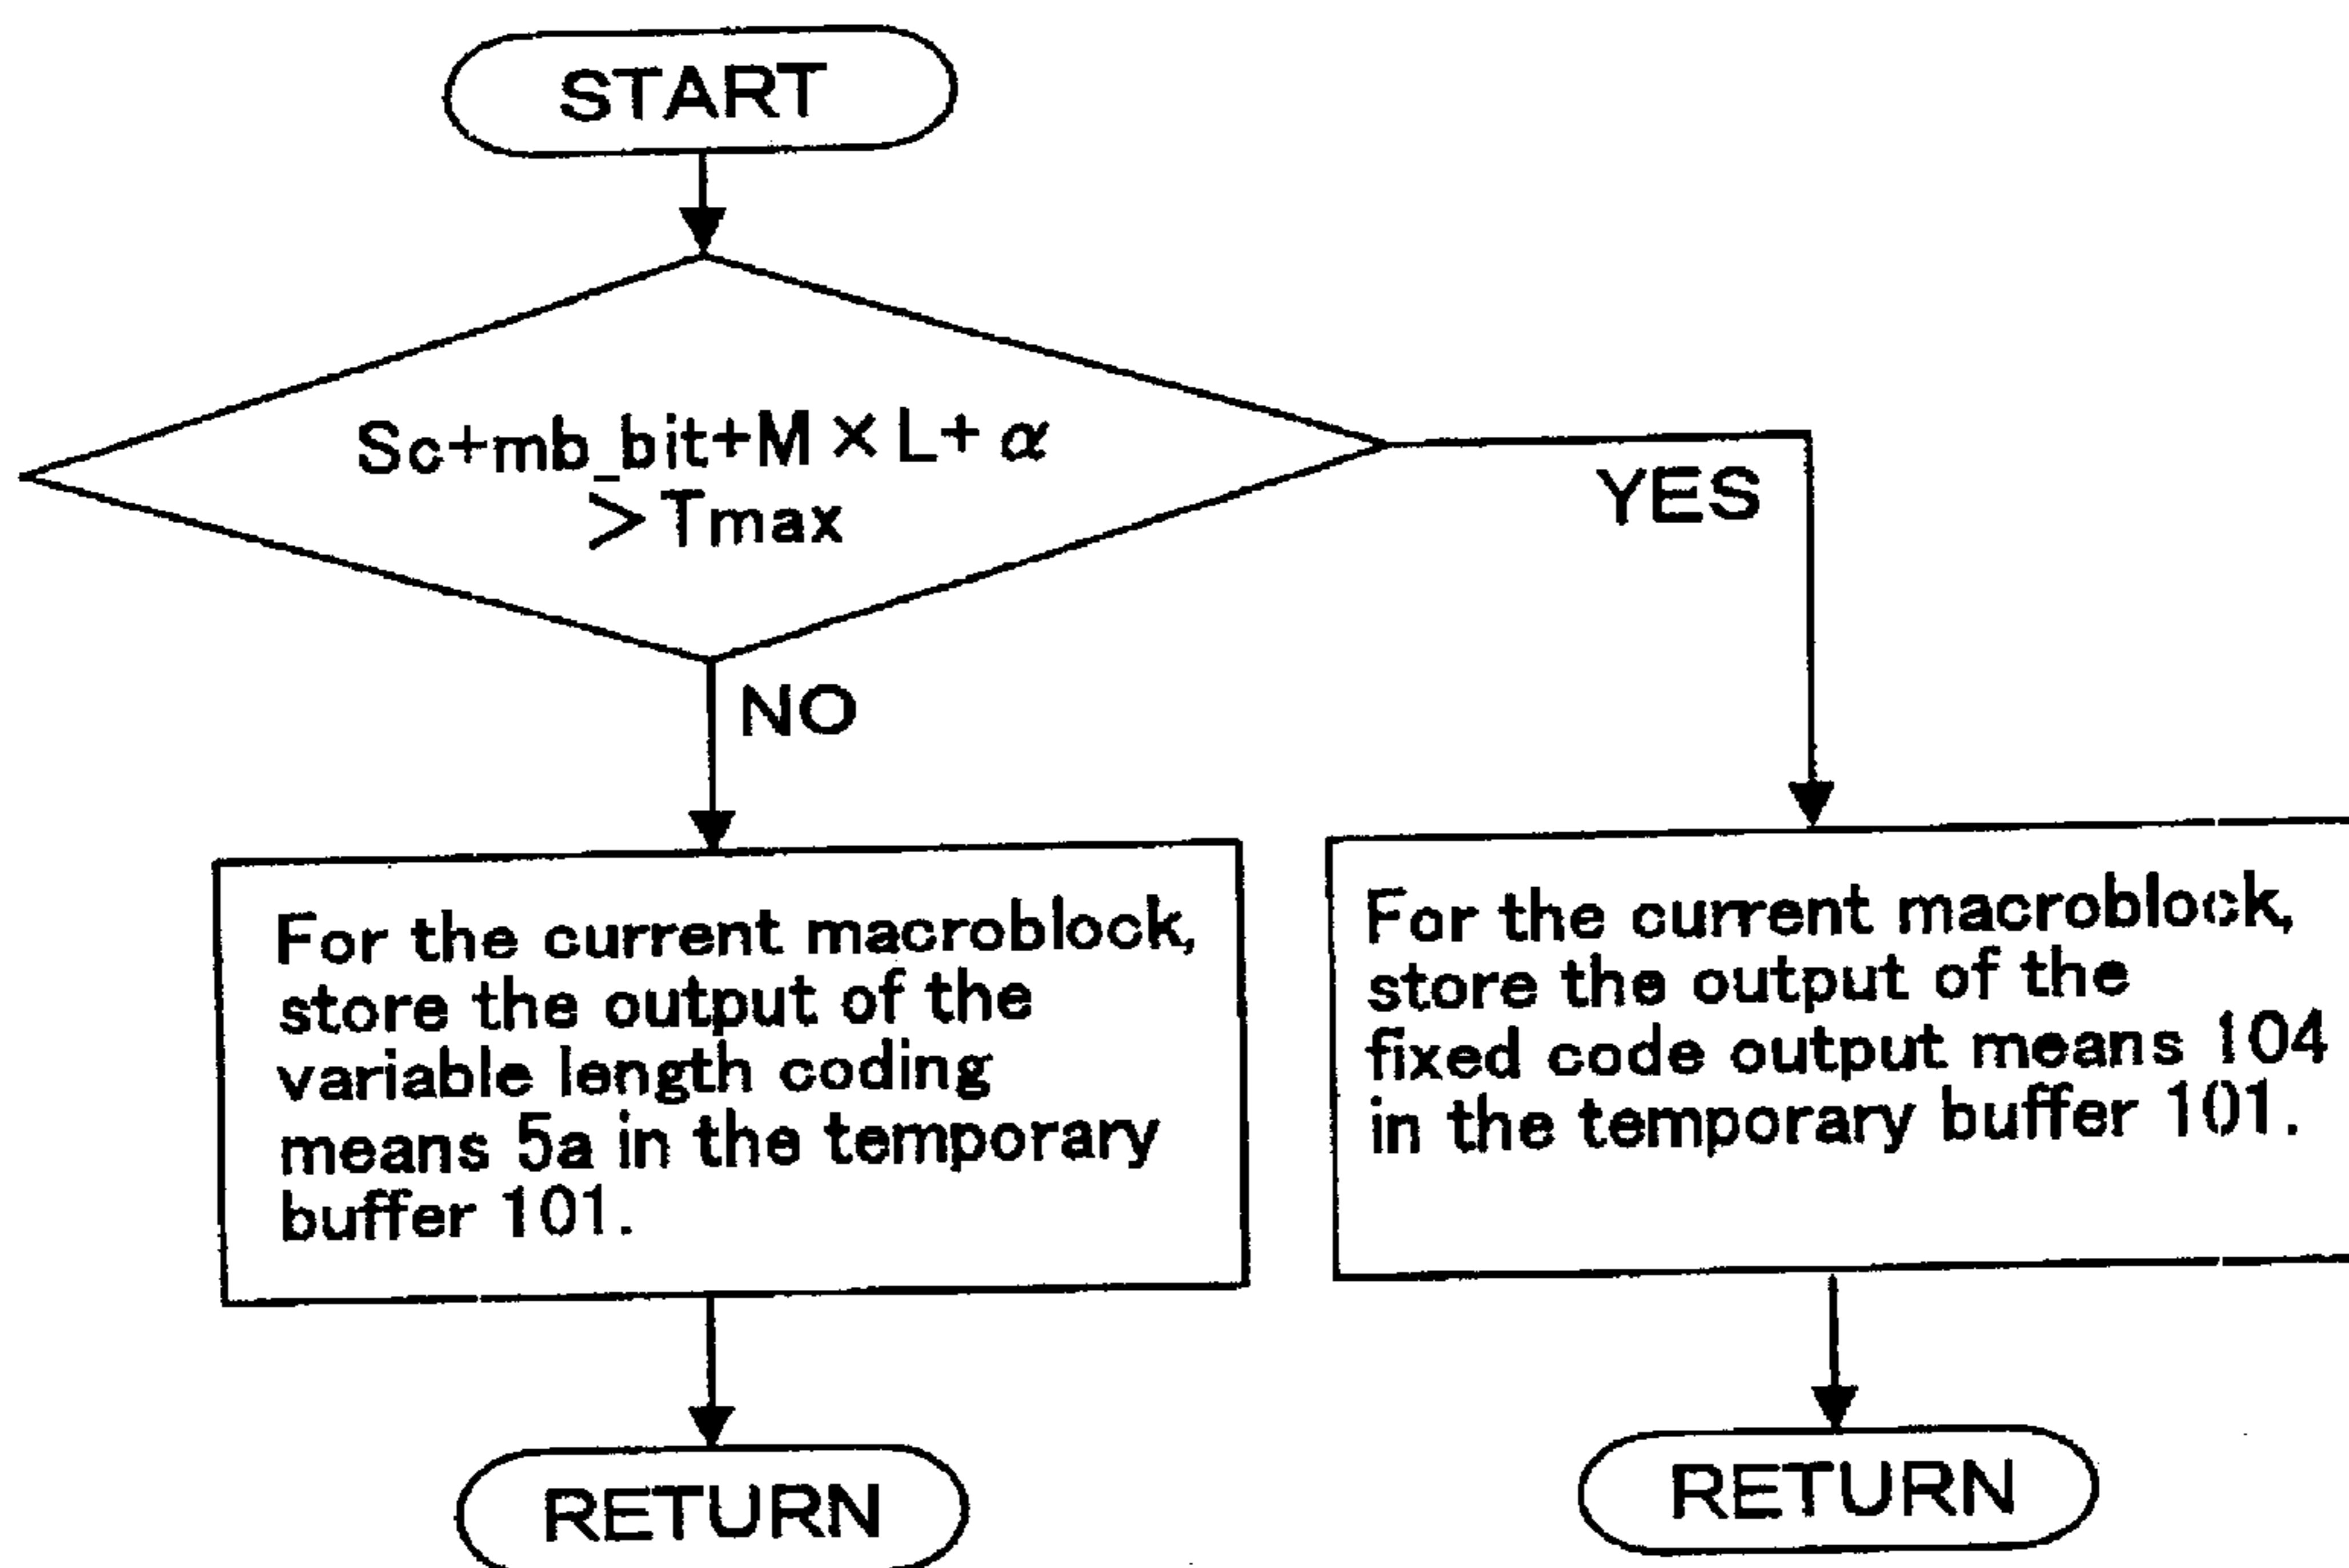 START
Sc+mb_bit+M×L+α
>Tmax
YES
NO
For the current macroblock,
store the output of the
variable length coding
means 5a in the temporary
buffer 101.
For the current macroblock,
store the output of the
fixed code output means 104
in the temporary buffer 101.
RETURN
RETURN